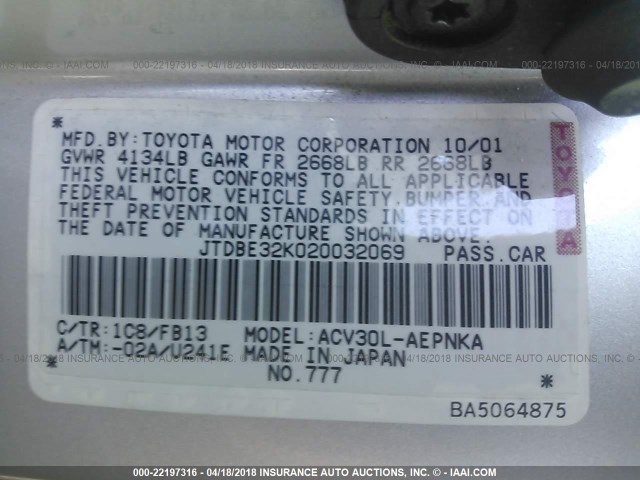 000-22197316 - 04/18/2018 INSURANCE AUTO AUCTIONS INC. - © IAAI.COM
MFD.BY:TOYOTA MOTOR CORPORATION 10/01
GVWR 4134LB GAWR FR 2668LB RR 2668LB
THIS VEHICLE CONFORMS TO ALL APPLICABLE
FEDERAL MOTOR VEHICLE SAFETY,BUMPER AND
THEFT PREVENTION STANDARDS IN EFFECT ON
THE DATE OF MANUFACTURE SHOWN ABOVE.
JTDBE32K020032069 PASS.CAR
TOYOTA
C/TR:1C8/FB13 MODEL:ACV30L-AEPNKA
A/TM:-02A/U241E MADE IN JAPAN
NO.777
BA5064875
000-22197316 - 04/18/2018 INSURANCE AUTO AUCTIONS INC. - © IAAI.COM